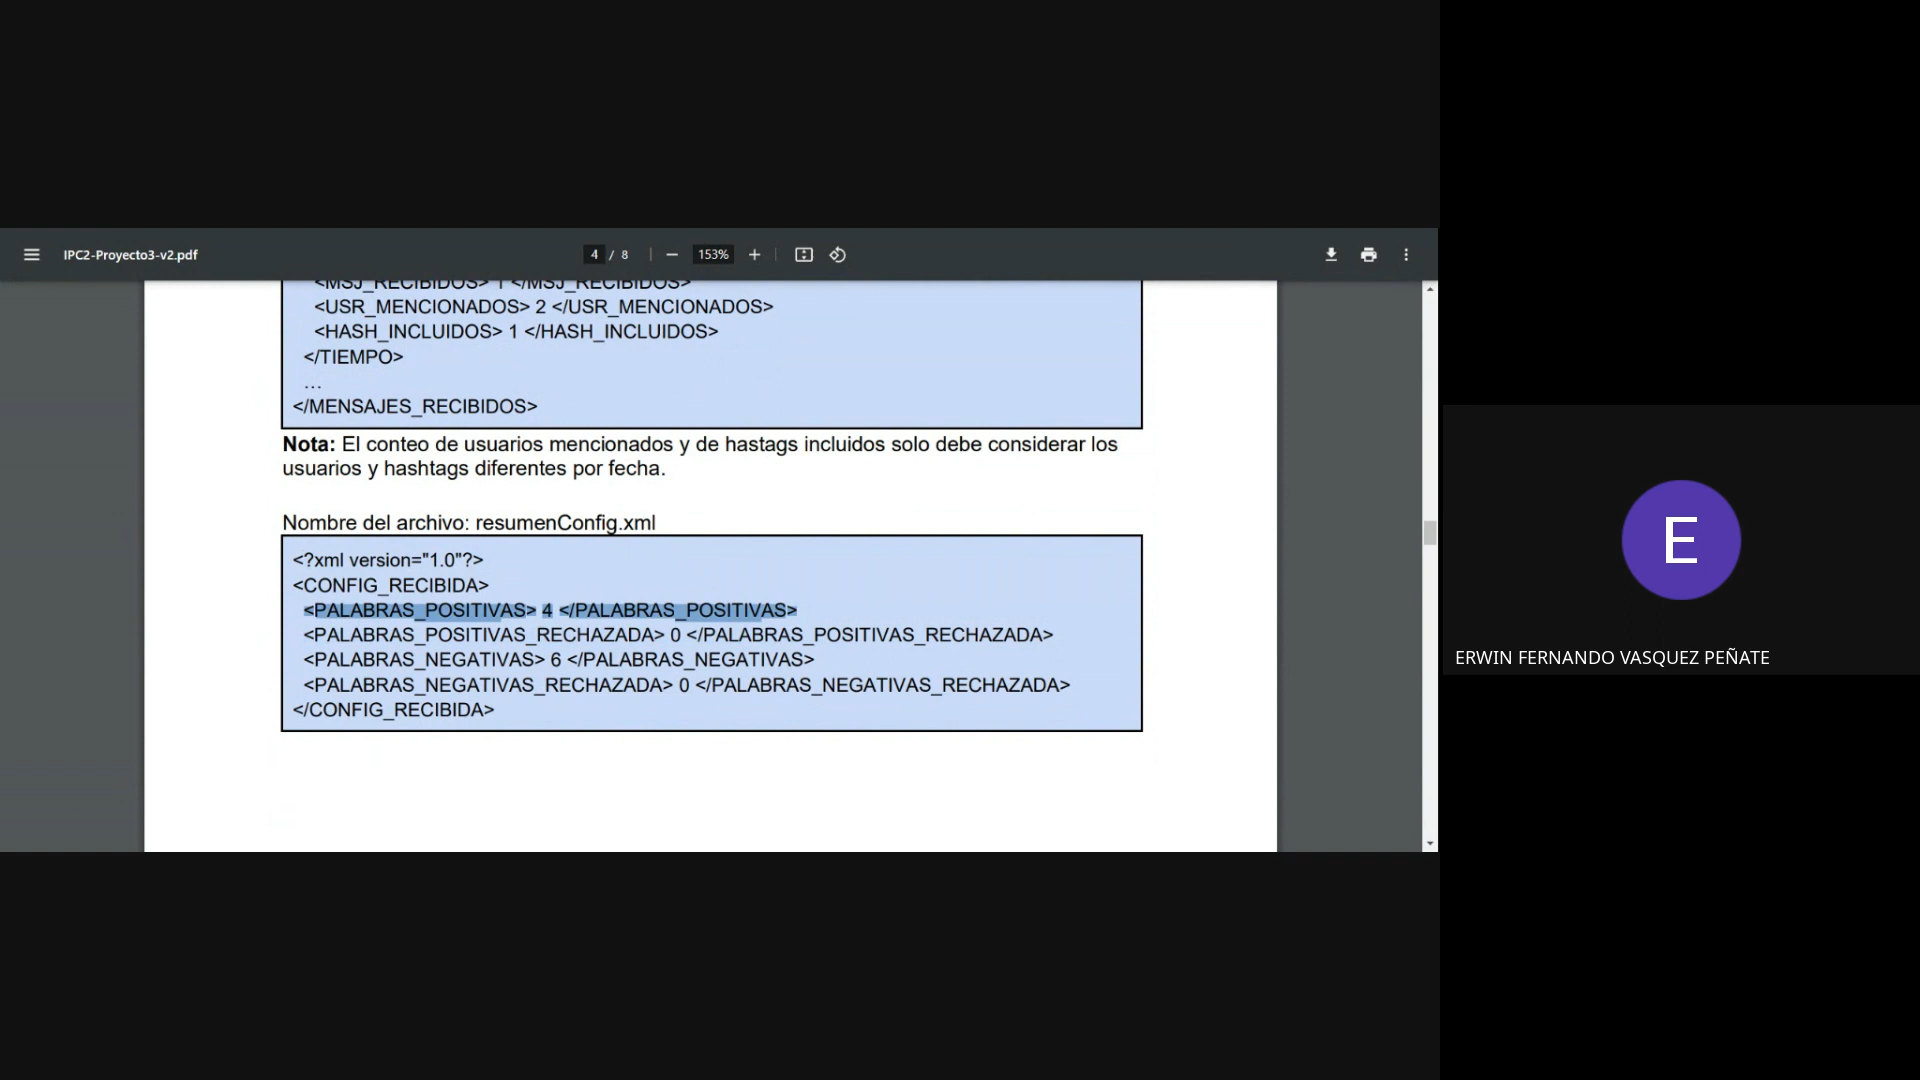 IPC2-Proyecto3-v2.pdf
4 / 8
153%
<MSJ_RECIBIDOS> 1 </MSJ_RECIBIDOS>
<USR_MENCIONADOS> 2 </USR_MENCIONADOS>
<HASH_INCLUIDOS> 1 </HASH_INCLUIDOS>
</TIEMPO>
…
</MENSAJES_RECIBIDOS>
Nota: El conteo de usuarios mencionados y de hastags incluidos solo debe considerar los
usuarios y hashtags diferentes por fecha.
Nombre del archivo: resumenConfig.xml
<?xml version="1.0"?>
<CONFIG_RECIBIDA>
<PALABRAS_POSITIVAS> 4 </PALABRAS_POSITIVAS>
<PALABRAS_POSITIVAS_RECHAZADA> 0 </PALABRAS_POSITIVAS_RECHAZADA>
<PALABRAS_NEGATIVAS> 6 </PALABRAS_NEGATIVAS>
<PALABRAS_NEGATIVAS_RECHAZADA> 0 </PALABRAS_NEGATIVAS_RECHAZADA>
</CONFIG_RECIBIDA>
E
ERWIN FERNANDO VASQUEZ PEÑATE